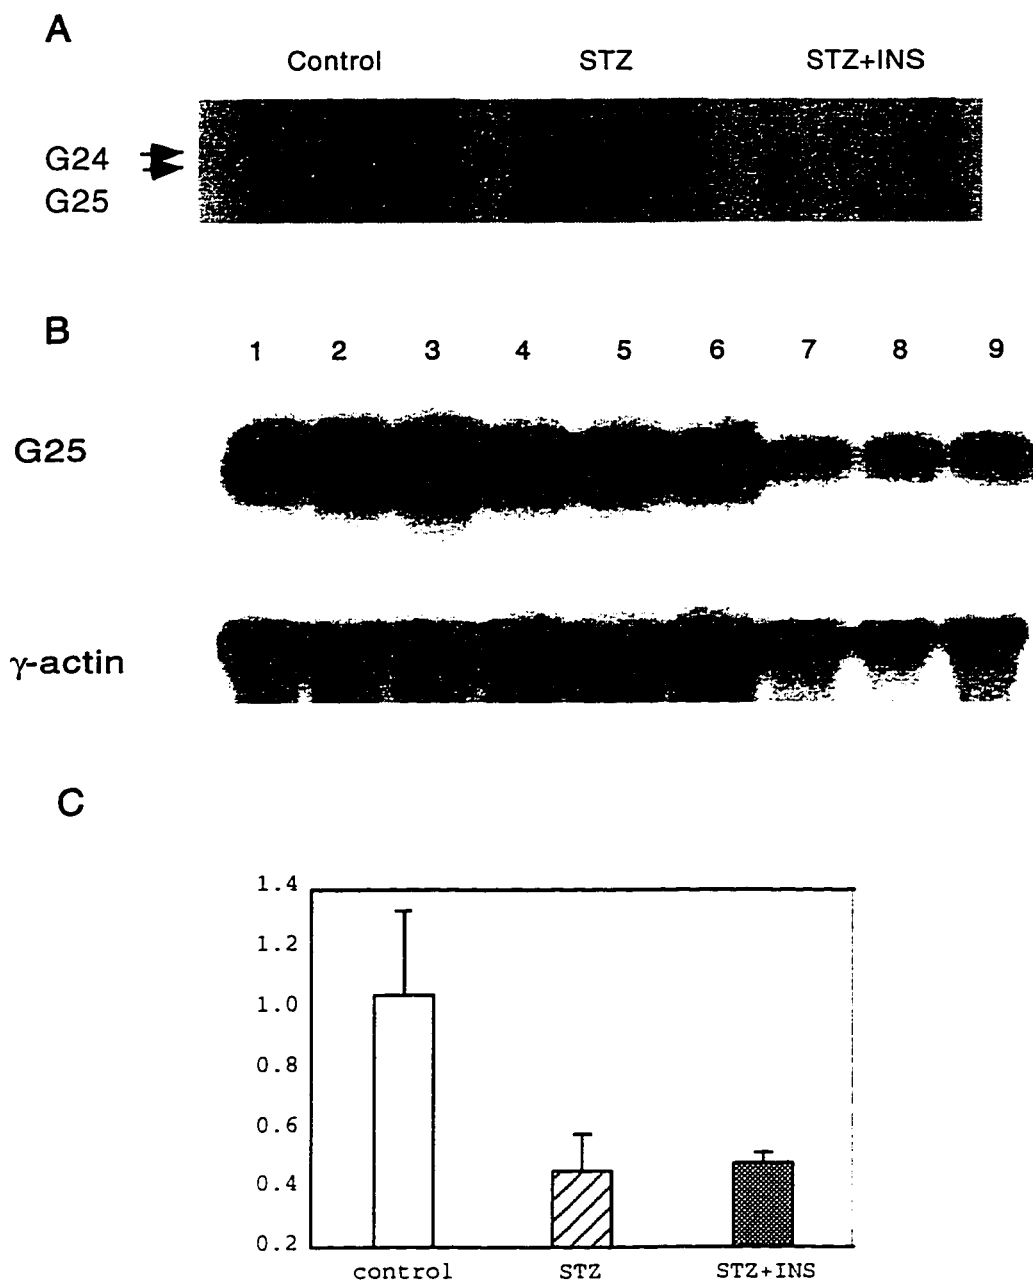 A
Control STZ STZ+INS
G24
G25
B
1 2 3 4 5 6 7 8 9
G25
γ-actin
C
1.4
1.2
1.0
0.8
0.6
0.4
0.2
control STZ STZ+INS